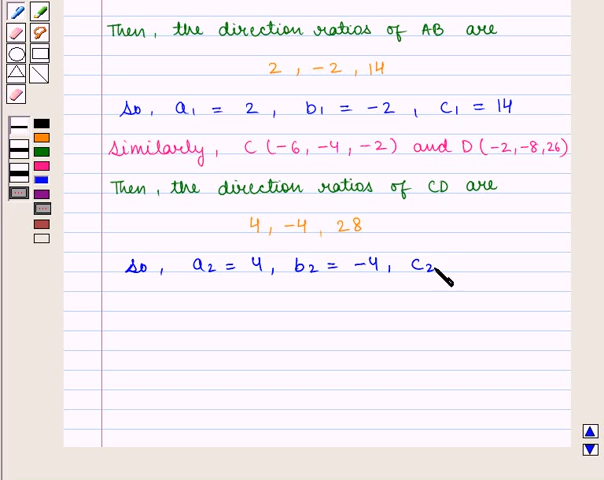 Then, the direction ratios of AB are
2, -2, 14
So, a1 = 2, b1 = -2, c1 = 14
Similarly, C(-6, -4, -2) and D(-2, -8, 26)
Then, the direction ratios of CD are
4, -4, 28
So, a2 = 4, b2 = -4, c2